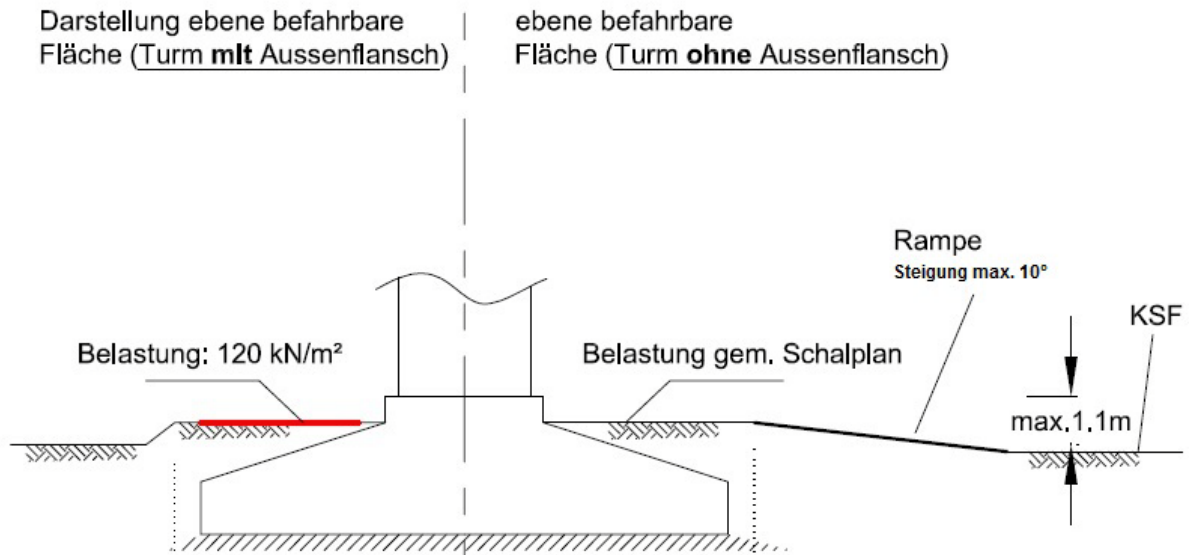 Darstellung ebene befahrbare
Fläche (Turm mIt Aussenflansch)
ebene befahrbare
Fläche (Turm ohne Aussenflansch)
Rampe
Steigung max. 10°
KSF
Belastung: 120 kN/m²
Belastung gem. Schalplan
max.1.1m